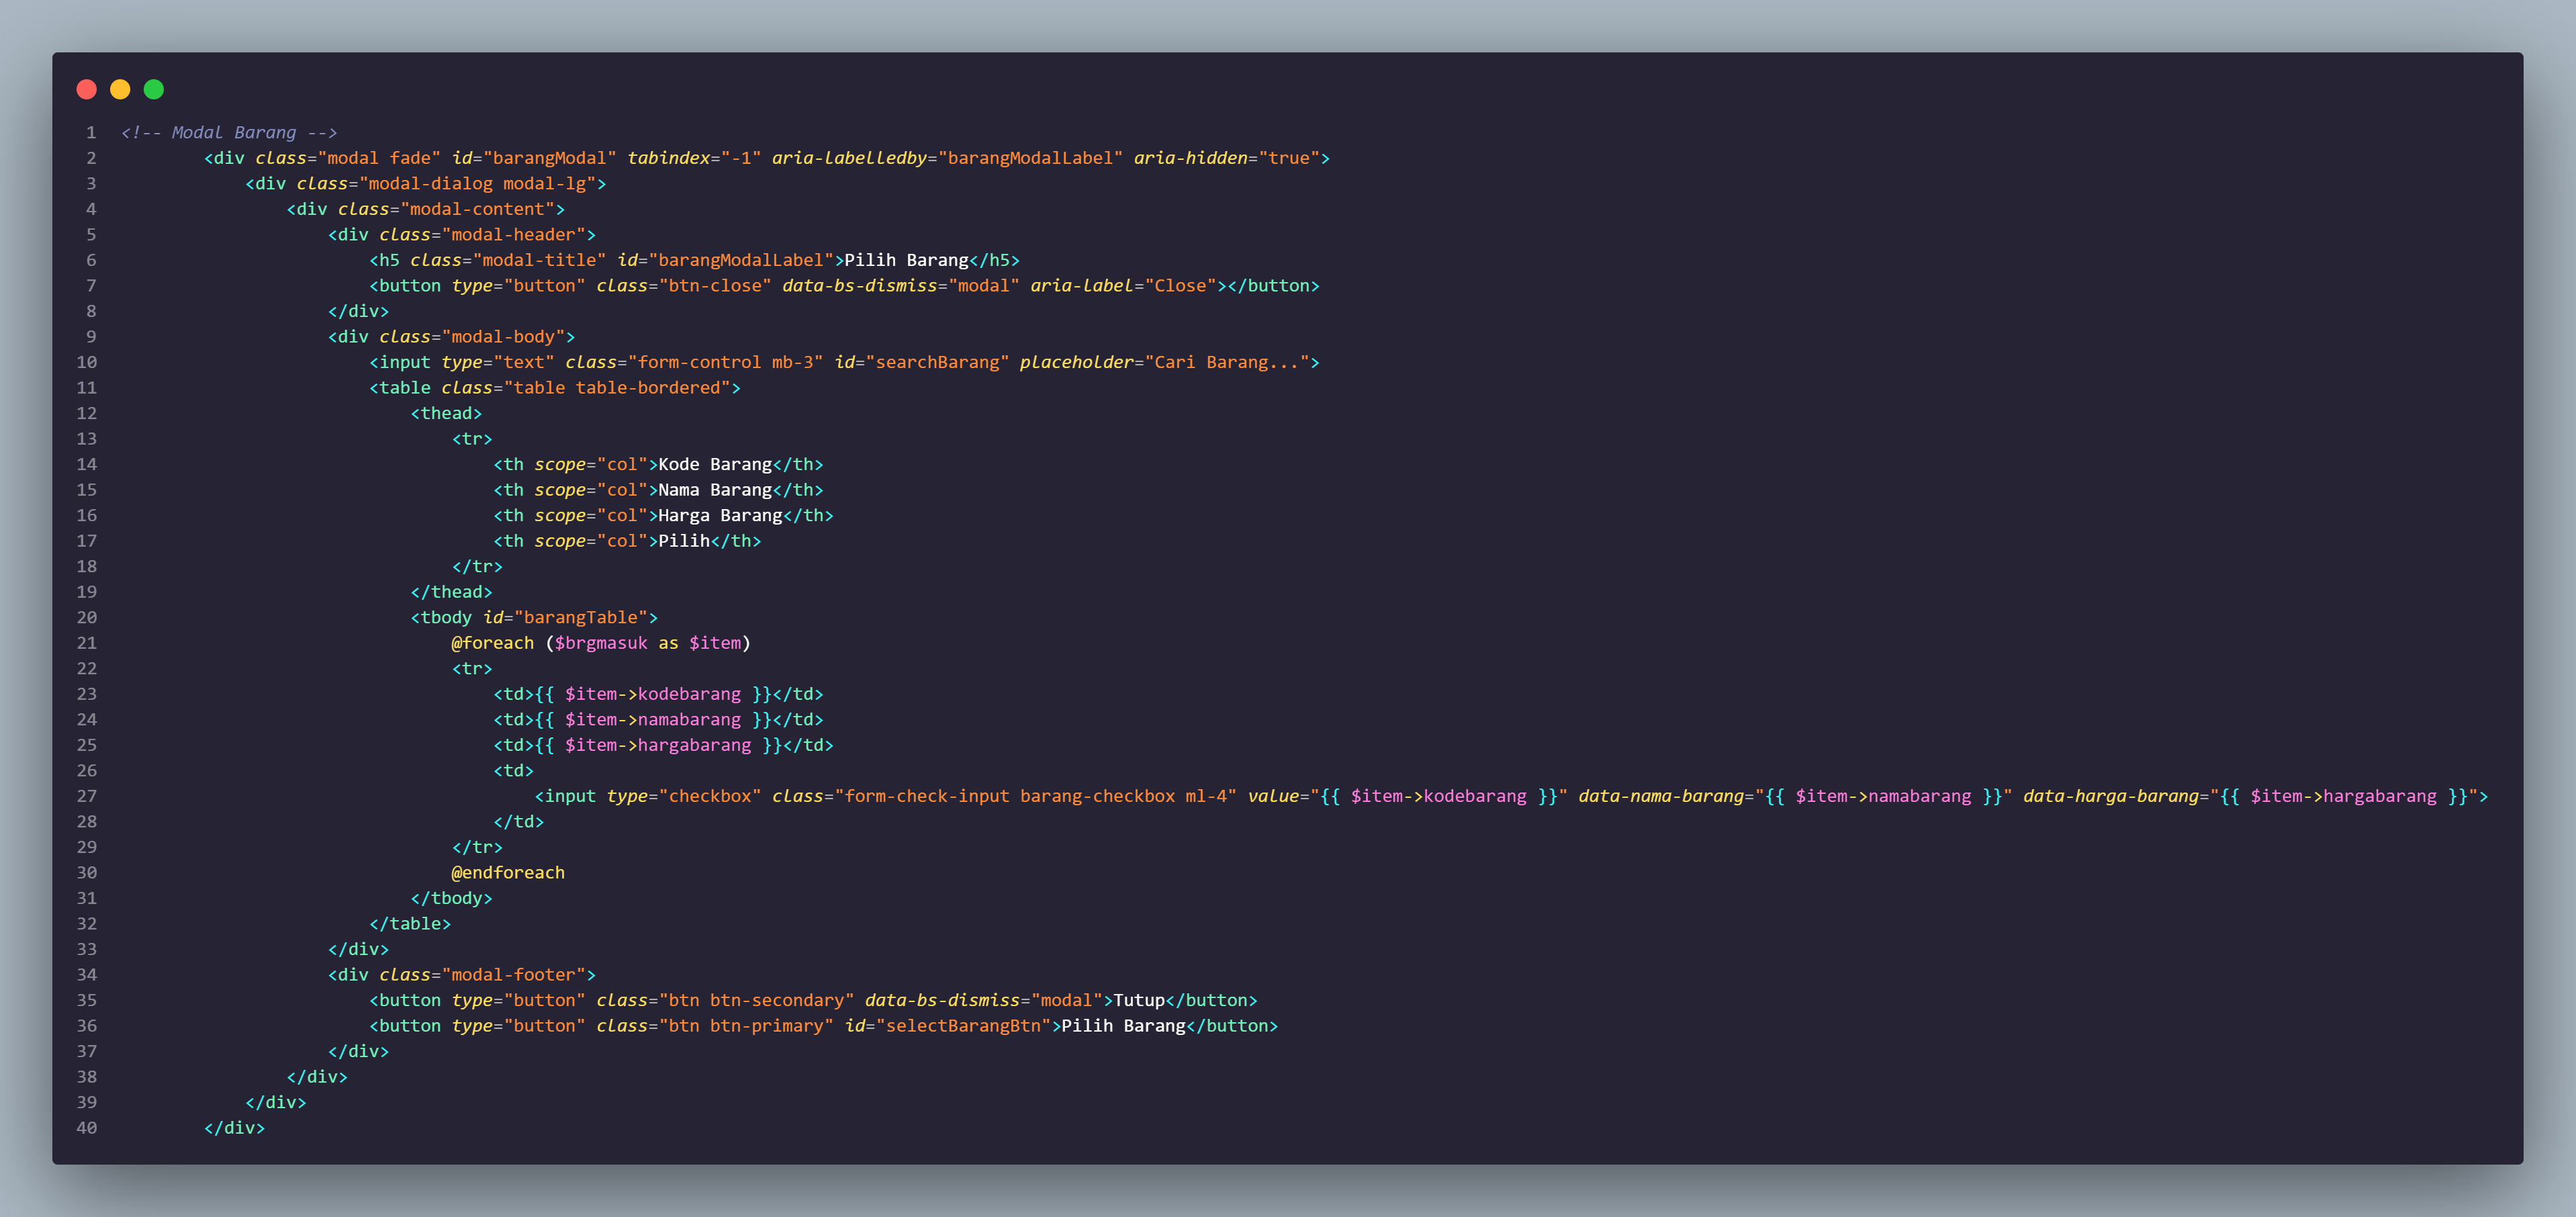 1 <!-- Modal Barang -->
2 <div class="modal fade" id="barangModal" tabindex="-1" aria-labelledby="barangModalLabel" aria-hidden="true">
3 <div class="modal-dialog modal-lg">
4 <div class="modal-content">
5 <div class="modal-header">
6 <h5 class="modal-title" id="barangModalLabel">Pilih Barang</h5>
7 <button type="button" class="btn-close" data-bs-dismiss="modal" aria-label="Close"></button>
8 </div>
9 <div class="modal-body">
10 <input type="text" class="form-control mb-3" id="searchBarang" placeholder="Cari Barang...">
11 <table class="table table-bordered">
12 <thead>
13 <tr>
14 <th scope="col">Kode Barang</th>
15 <th scope="col">Nama Barang</th>
16 <th scope="col">Harga Barang</th>
17 <th scope="col">Pilih</th>
18 </tr>
19 </thead>
20 <tbody id="barangTable">
21 @foreach ($brgmasuk as $item)
22 <tr>
23 <td>{{ $item->kodebarang }}</td>
24 <td>{{ $item->namabarang }}</td>
25 <td>{{ $item->hargabarang }}</td>
26 <td>
27 <input type="checkbox" class="form-check-input barang-checkbox ml-4" value="{{ $item->kodebarang }}" data-nama-barang="{{ $item->namabarang }}" data-harga-barang="{{ $item->hargabarang }}">
28 </td>
29 </tr>
30 @endforeach
31 </tbody>
32 </table>
33 </div>
34 <div class="modal-footer">
35 <button type="button" class="btn btn-secondary" data-bs-dismiss="modal">Tutup</button>
36 <button type="button" class="btn btn-primary" id="selectBarangBtn">Pilih Barang</button>
37 </div>
38 </div>
39 </div>
40 </div>